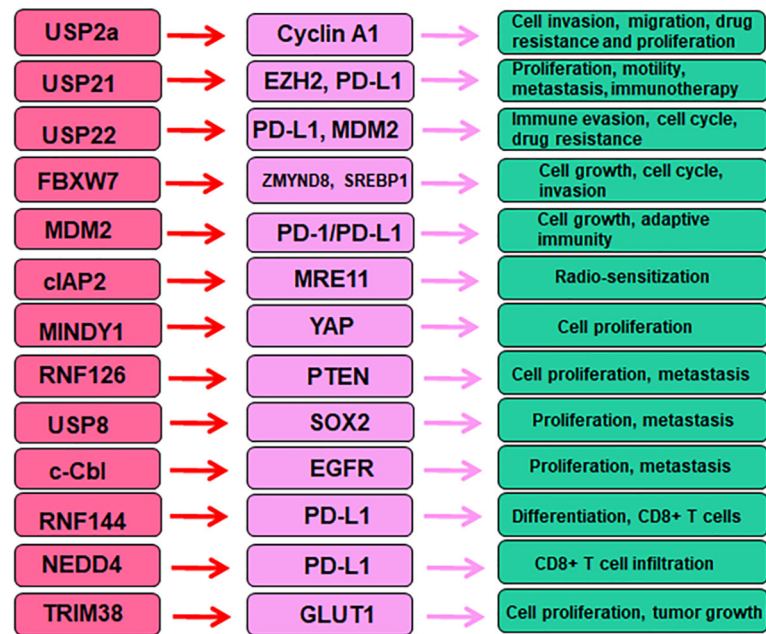 USP2a
Cyclin A1
Cell invasion, migration, drug
resistance and proliferation
USP21
EZH2, PD-L1
Proliferation, motility,
metastasis, immunotherapy
USP22
PD-L1, MDM2
Immune evasion, cell cycle,
drug resistance
FBXW7
ZMYND8, SREBP1
Cell growth, cell cycle,
invasion
MDM2
PD-1/PD-L1
Cell growth, adaptive
immunity
cIAP2
MRE11
Radio-sensitization
MINDY1
YAP
Cell proliferation
RNF126
PTEN
Cell proliferation, metastasis
USP8
SOX2
Proliferation, metastasis
c-Cbl
EGFR
Proliferation, metastasis
RNF144
PD-L1
Differentiation, CD8+ T cells
NEDD4
PD-L1
CD8+ T cell infiltration
TRIM38
GLUT1
Cell proliferation, tumor growth